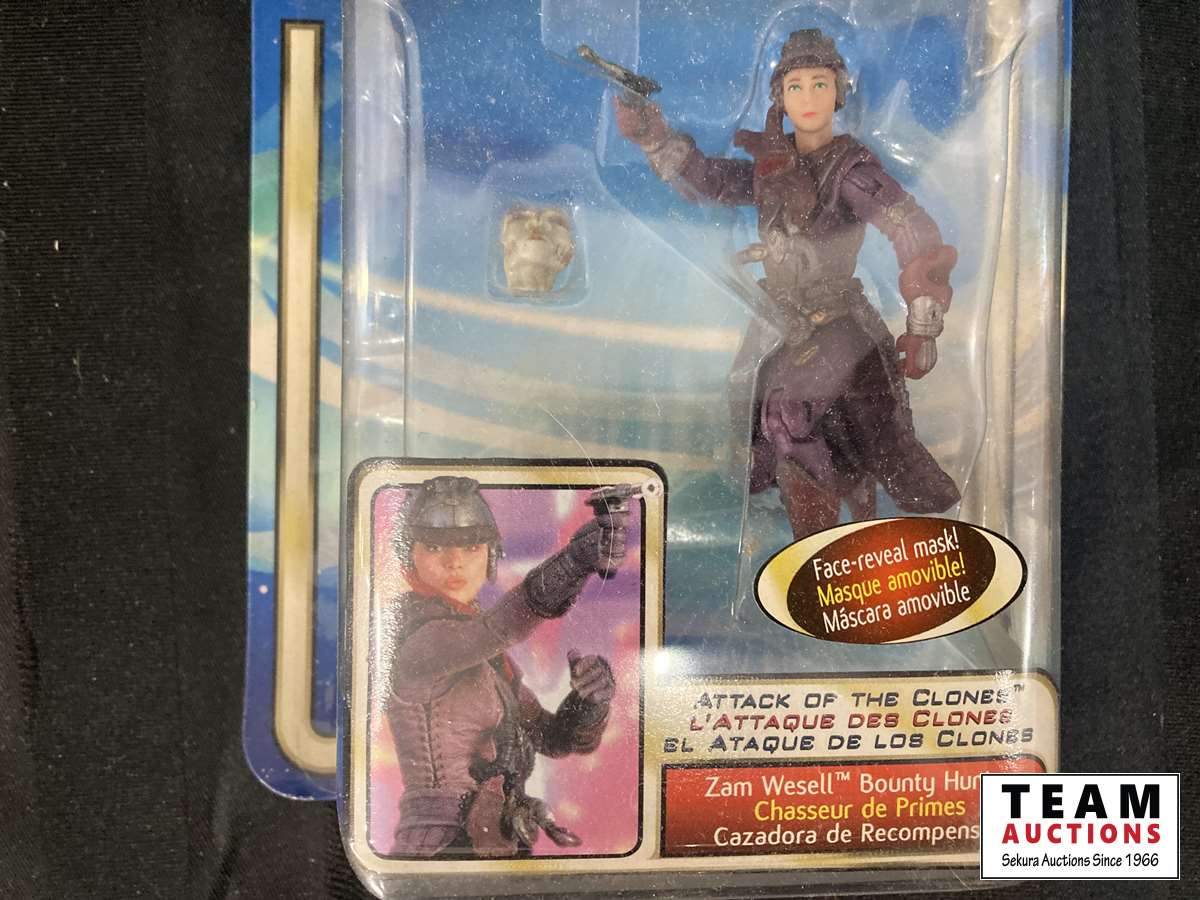 Face-reveal mask!
Masque amovible!
Máscara amovible
ATTACK OF THE CLONES™
L'ATTAQUE DES CLONES
EL ATAQUE DE LOS CLONES
Zam Wesell™ Bounty Hun
Chasseur de Primes
Cazadora de Recompens
TEAM
AUCTIONS
Sekura Auctions Since 1966